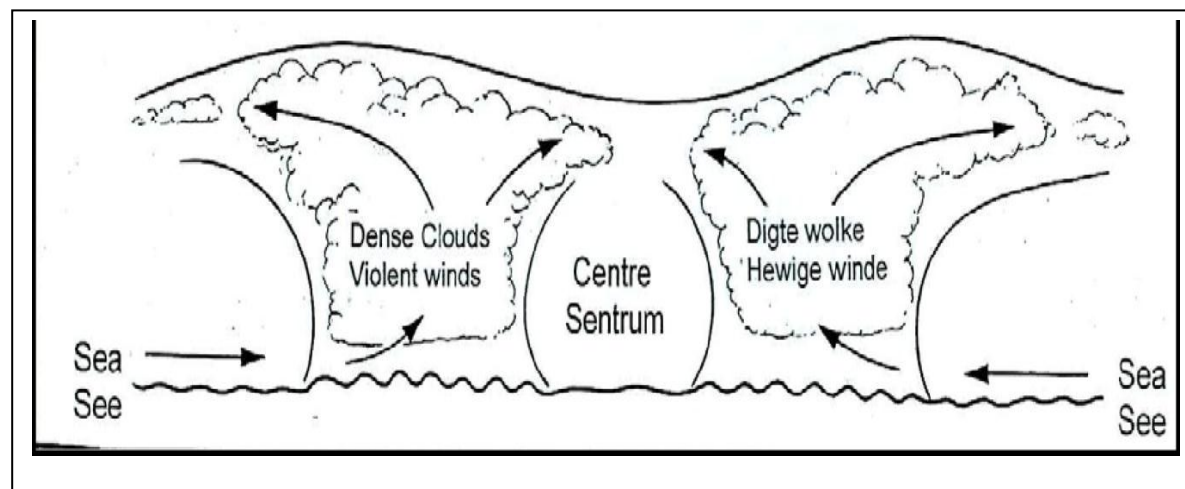 Dense Clouds
Violent winds
Digte wolke
Hewige winde
Centre
Sentrum
Sea
See
Sea
See